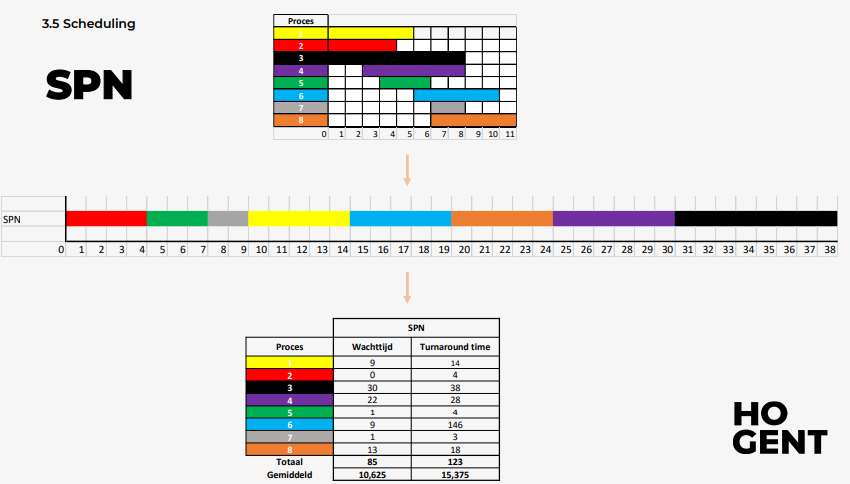 3.5 Scheduling
SPN
Proces
1
2
3
4
5
6
7
8
0 1 2 3 4 5 6 7 8 9 10 11
SPN
0 1 2 3 4 5 6 7 8 9 10 11 12 13 14 15 16 17 18 19 20 21 22 23 24 25 26 27 28 29 30 31 32 33 34 35 36 37 38
SPN
Proces Wachttijd Turnaround time
1 9 14
2 0 4
3 30 38
4 22 28
5 1 4
6 9 146
7 1 3
8 13 18
Totaal 85 123
Gemiddeld 10,625 15,375
HO
GENT